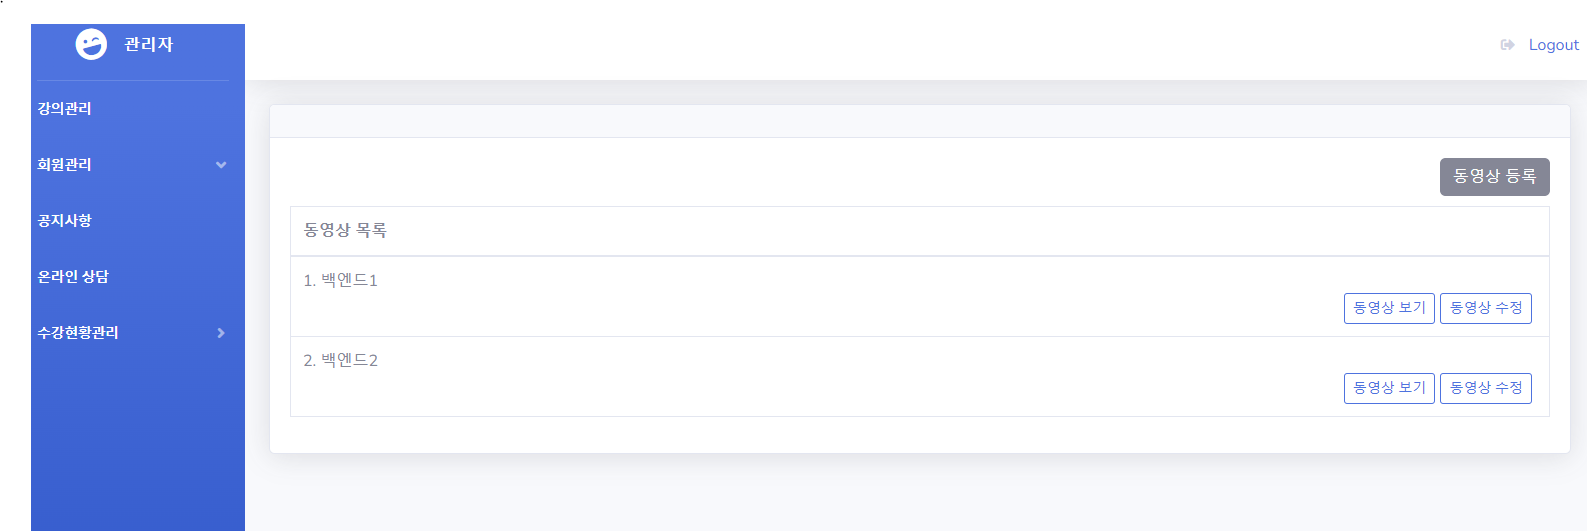 관리자
Logout
강의관리
회원관리
공지사항
온라인 상담
수강현황관리
동영상 등록
동영상 목록
1. 백엔드1
동영상 보기 동영상 수정
2. 백엔드2
동영상 보기 동영상 수정